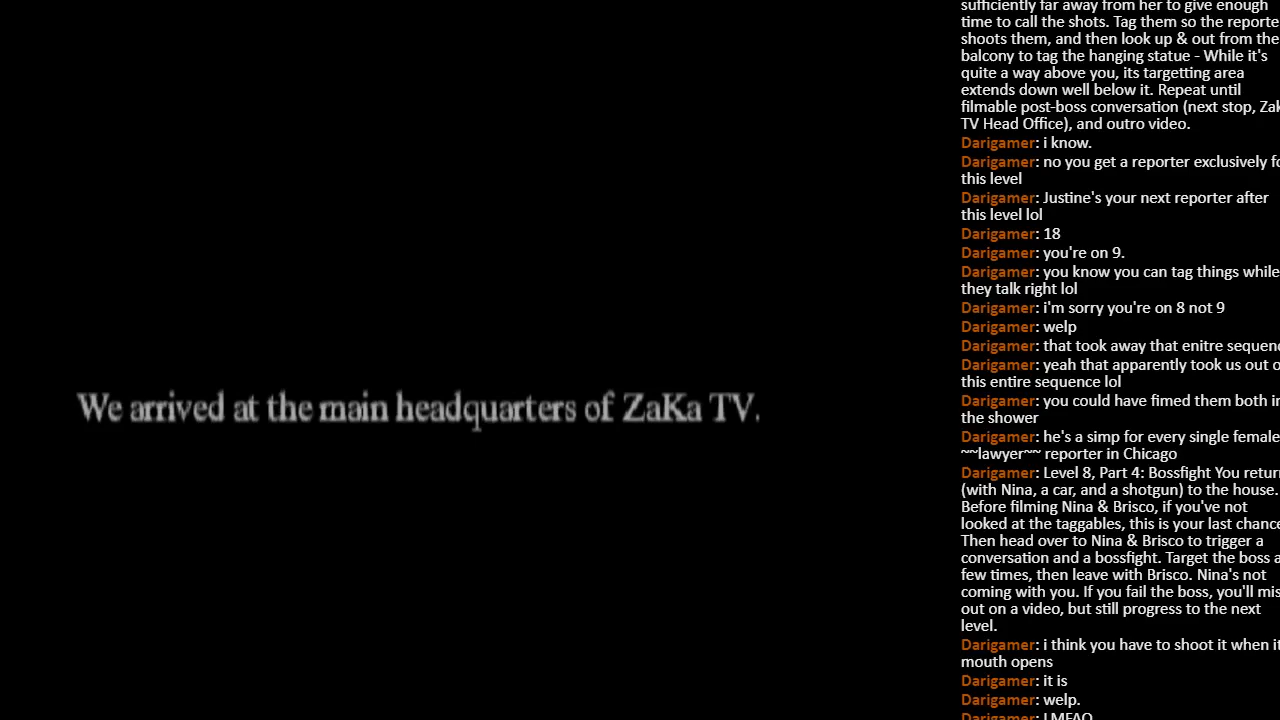 We arrived at the main headquarters of ZaKa TV.
sufficiently far away from her to give enough
time to call the shots. Tag them so the reporte
shoots them, and then look up & out from the
balcony to tag the hanging statue - While it's
quite a way above you, its targetting area
extends down well below it. Repeat until
filmable post-boss conversation (next stop, Zak
TV Head Office), and outro video.
Darigamer: i know.
Darigamer: no you get a reporter exclusively fo
this level
Darigamer: Justine's your next reporter after
this level lol
Darigamer: 18
Darigamer: you're on 9.
Darigamer: you know you can tag things while
they talk right lol
Darigamer: i'm sorry you're on 8 not 9
Darigamer: welp
Darigamer: that took away that enitre sequenc
Darigamer: yeah that apparently took us out o
this entire sequence lol
Darigamer: you could have fimed them both in
the shower
Darigamer: he's a simp for every single female
~~lawyer~~ reporter in Chicago
Darigamer: Level 8, Part 4: Bossfight You return
(with Nina, a car, and a shotgun) to the house.
Before filming Nina & Brisco, if you've not
looked at the taggables, this is your last chance
Then head over to Nina & Brisco to trigger a
conversation and a bossfight. Target the boss a
few times, then leave with Brisco. Nina's not
coming with you. If you fail the boss, you'll mis
out on a video, but still progress to the next
level.
Darigamer: i think you have to shoot it when it
mouth opens
Darigamer: it is
Darigamer: welp.
Darigamer: LMFAO